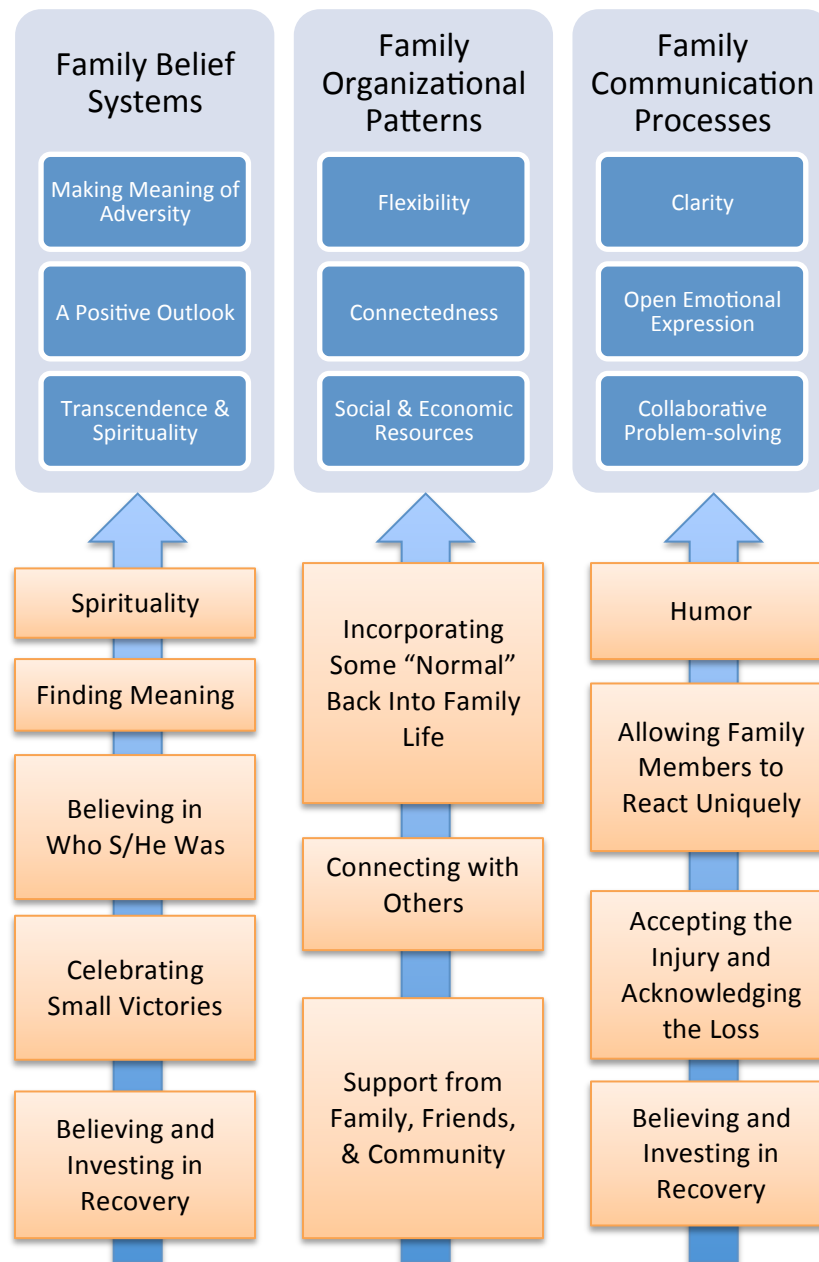 Family Belief
Systems
Making Meaning of
Adversity
A Positive Outlook
Transcendence &
Spirituality
Family
Organizational
Patterns
Flexibility
Connectedness
Social & Economic
Resources
Family
Communication
Processes
Clarity
Open Emotional
Expression
Collaborative
Problem-solving
Spirituality
Finding Meaning
Believing in
Who S/He Was
Celebrating
Small Victories
Believing and
Investing in
Recovery
Incorporating
Some “Normal”
Back Into Family
Life
Connecting with
Others
Support from
Family, Friends,
& Community
Humor
Allowing Family
Members to
React Uniquely
Accepting the
Injury and
Acknowledging
the Loss
Believing and
Investing in
Recovery